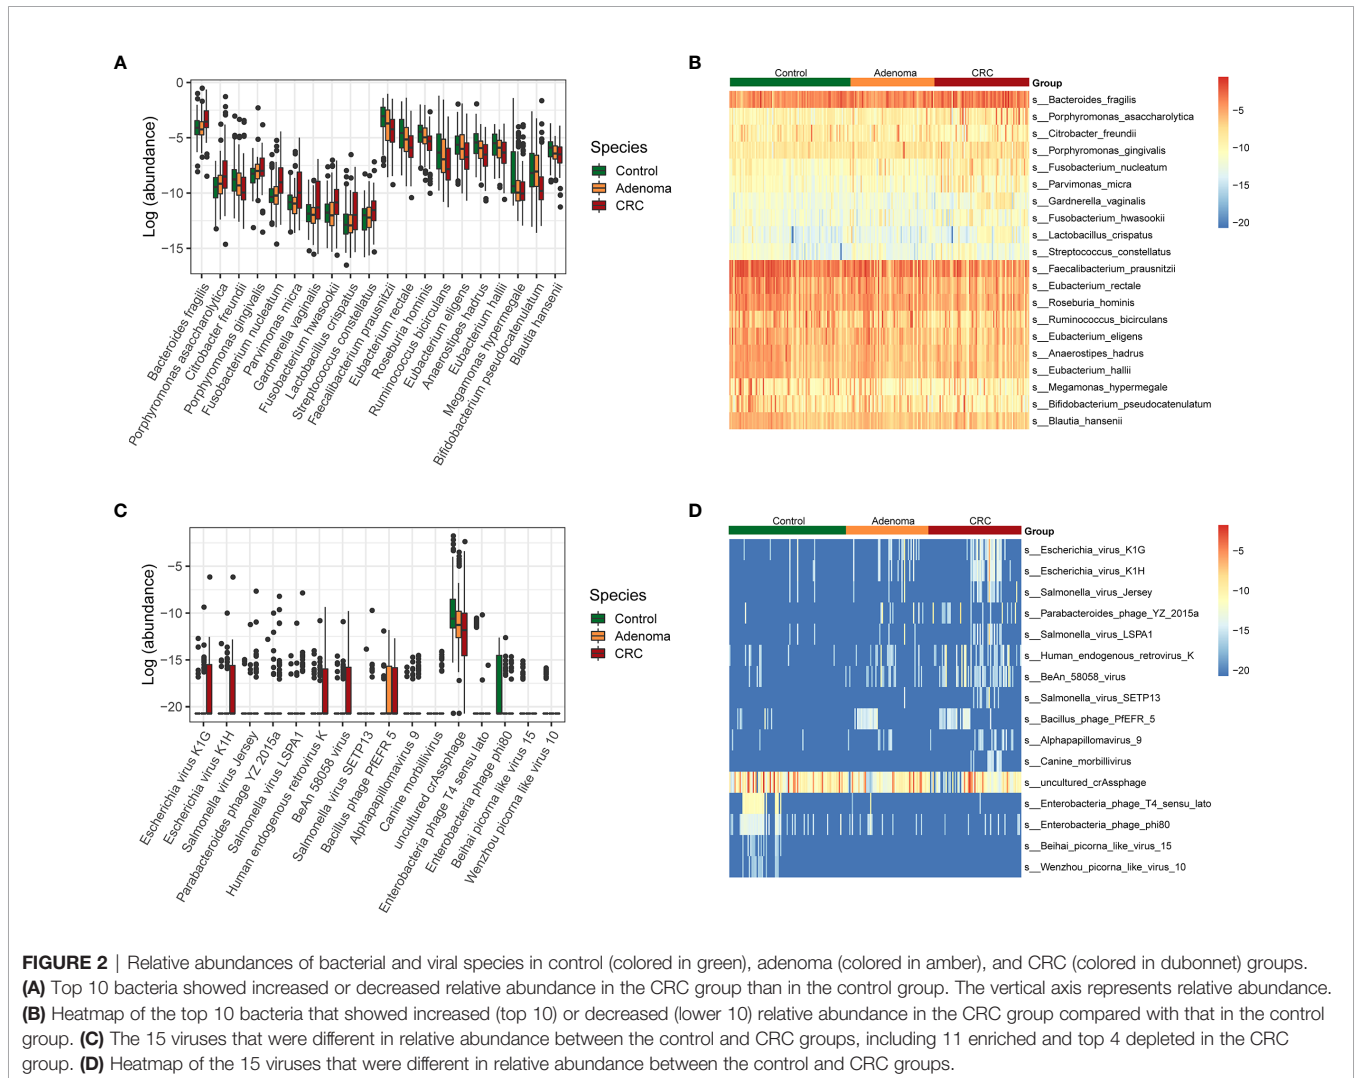 A
0
−5
−10
−15
Log (abundance)
Bacteroides fragilis
Porphyromonas asaccharolytica
Citrobacter freundii
Porphyromonas gingivalis
Fusobacterium nucleatum
Parvimonas micra
Gardnerella vaginalis
Fusobacterium hwasookii
Lactobacillus crispatus
Streptococcus constellatus
Faecalibacterium prausnitzii
Eubacterium rectale
Roseburia hominis
Ruminococcus bicirculans
Eubacterium eligens
Anaerostipes hadrus
Eubacterium hallii
Megamonas hypermegale
Bifidobacterium pseudocatenulatum
Blautia hansenii
Species
Control
Adenoma
CRC
B
Control Adenoma CRC
Group
s__Bacteroides_fragilis
s__Porphyromonas_asaccharolytica
s__Citrobacter_freundii
s__Porphyromonas_gingivalis
s__Fusobacterium_nucleatum
s__Parvimonas_micra
s__Gardnerella_vaginalis
s__Fusobacterium_hwasookii
s__Lactobacillus_crispatus
s__Streptococcus_constellatus
s__Faecalibacterium_prausnitzii
s__Eubacterium_rectale
s__Roseburia_hominis
s__Ruminococcus_bicirculans
s__Eubacterium_eligens
s__Anaerostipes_hadrus
s__Eubacterium_hallii
s__Megamonas_hypermegale
s__Bifidobacterium_pseudocatenulatum
s__Blautia_hansenii
−5
−10
−15
−20
C
−5
−10
−15
−20
Log (abundance)
Escherichia virus K1G
Escherichia virus K1H
Salmonella virus Jersey
Parabacteroides phage YZ 2015a
Salmonella virus LSPA1
Human endogenous retrovirus K
BeAn 58058 virus
Salmonella virus SETP13
Bacillus phage PfEFR 5
Alphapapillomavirus 9
Canine morbillivirus
uncultured crAssphage
Enterobacteria phage T4 sensu lato
Enterobacteria phage phi80
Beihai picorna like virus 15
Wenzhou picorna like virus 10
Species
Control
Adenoma
CRC
D
Control Adenoma CRC
Group
s__Escherichia_virus_K1G
s__Escherichia_virus_K1H
s__Salmonella_virus_Jersey
s__Parabacteroides_phage_YZ_2015a
s__Salmonella_virus_LSPA1
s__Human_endogenous_retrovirus_K
s__BeAn_58058_virus
s__Salmonella_virus_SETP13
s__Bacillus_phage_PfEFR_5
s__Alphapapillomavirus_9
s__Canine_morbillivirus
s__uncultured_crAssphage
s__Enterobacteria_phage_T4_sensu_lato
s__Enterobacteria_phage_phi80
s__Beihai_picorna_like_virus_15
s__Wenzhou_picorna_like_virus_10
−5
−10
−15
−20
FIGURE 2 | Relative abundances of bacterial and viral species in control (colored in green), adenoma (colored in amber), and CRC (colored in dubonnet) groups.
(A) Top 10 bacteria showed increased or decreased relative abundance in the CRC group than in the control group. The vertical axis represents relative abundance.
(B) Heatmap of the top 10 bacteria that showed increased (top 10) or decreased (lower 10) relative abundance in the CRC group compared with that in the control
group. (C) The 15 viruses that were different in relative abundance between the control and CRC groups, including 11 enriched and top 4 depleted in the CRC
group. (D) Heatmap of the 15 viruses that were different in relative abundance between the control and CRC groups.